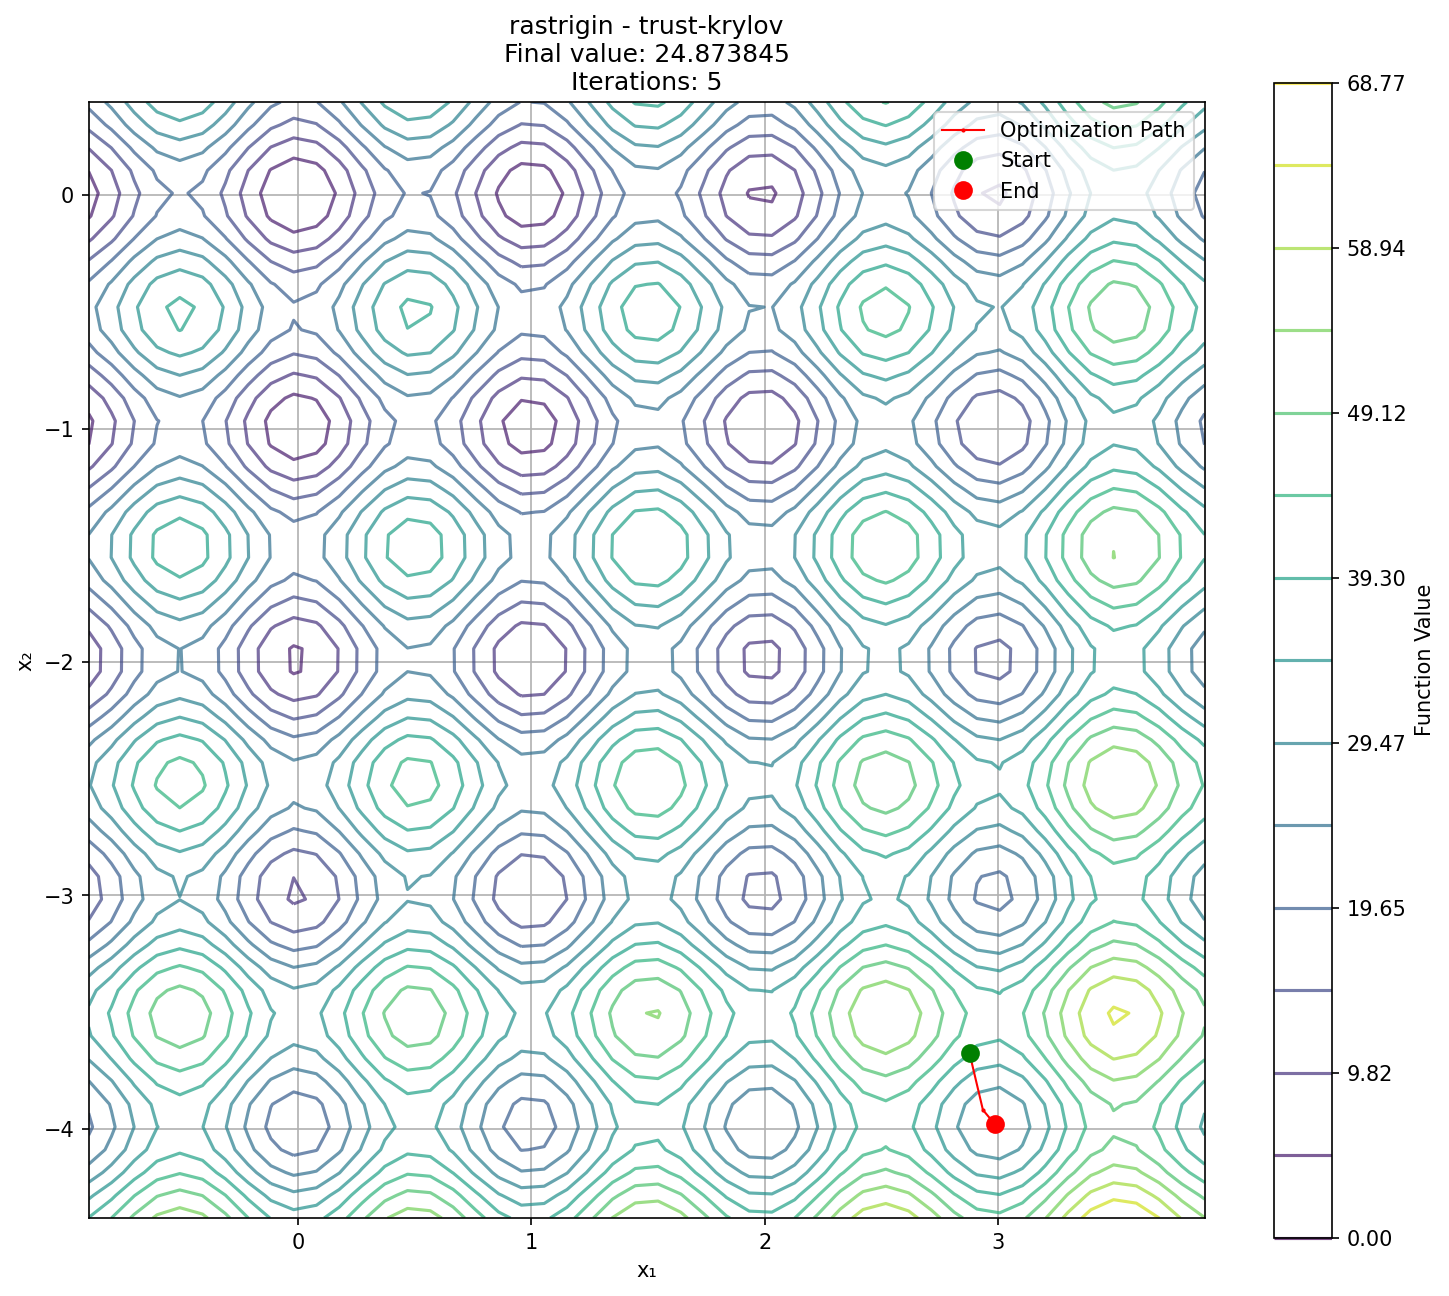 rastrigin - trust-krylov
Final value: 24.873845
Iterations: 5
Optimization Path
Start
End
0
−1
−2
−3
−4
x₂
0
1
2
3
x₁
68.77
58.94
49.12
39.30
29.47
19.65
9.82
0.00
Function Value